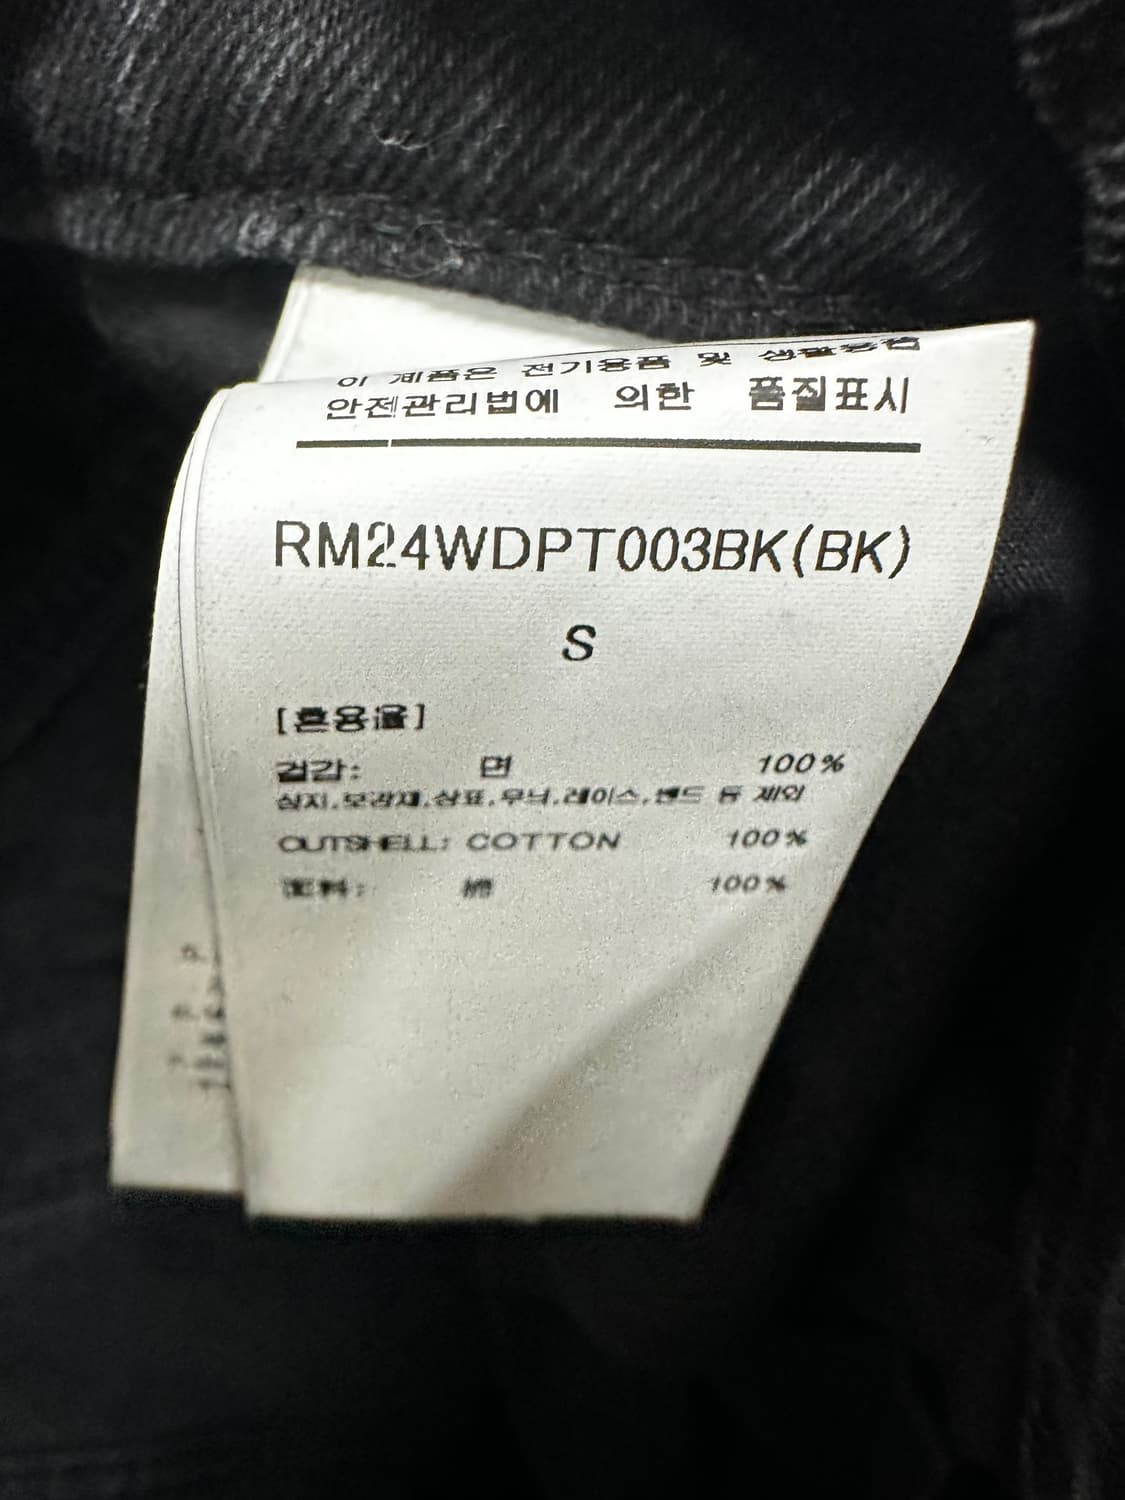 이 제품은 전기용품 및 생활용품
안전관리법에 의한 품질표시
RM24WDPT003BK(BK)
S
[혼용율]
겉감: 면 100%
심지,보강재,상표,무늬,레이스,밴드 등 제외
OUTSHELL: COTTON 100%
面料: 綿 100%